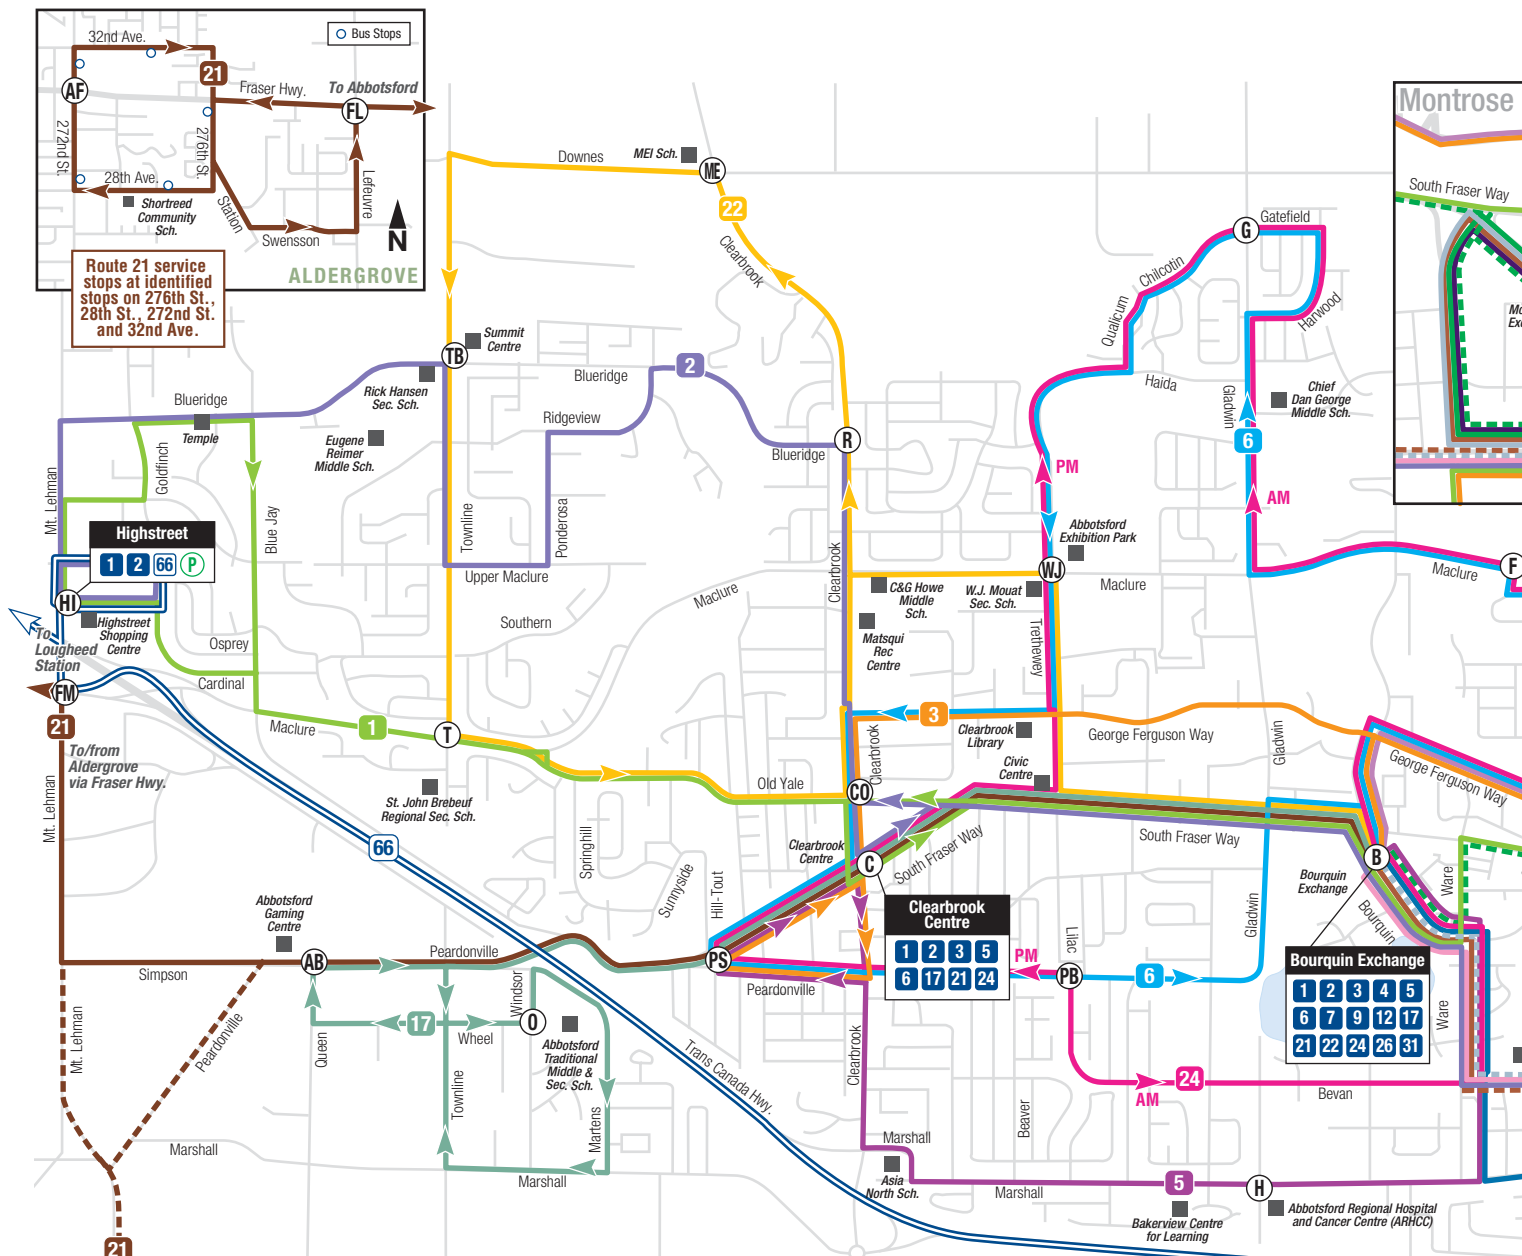 32nd Ave.
Bus Stops
21
Fraser Hwy.
To Abbotsford
AF
FL
272nd St.
276th St.
28th Ave.
Lefeuvre
Shortreed
Community
Sch.
Station
Swensson
N
ALDERGROVE
Route 21 service
stops at identified
stops on 276th St.,
28th St., 272nd St.
and 32nd Ave.
Downes
MEI Sch.
ME
22
Clearbrook
Montrose
South Fraser Way
G
Gatefield
Chilcotin
Qualicum
Harwood
Haida
Summit
Centre
TB
Rick Hansen
Sec. Sch.
Blueridge
2
Ridgeview
Blueridge
Temple
Eugene
Reimer
Middle Sch.
Blueridge
R
Gladwin
Chief
Dan George
Middle Sch.
6
PM
AM
Mt. Lehman
Goldfinch
Blue Jay
Townline
Ponderosa
Upper Maclure
Highstreet
1 2 66 P
HI
Highstreet
Shopping
Centre
To
Lougheed
Station
FM
Osprey
Cardinal
Southern
Maclure
Clearbrook
C&G Howe
Middle
Sch.
Matsqui
Rec
Centre
W.J. Mouat
Sec. Sch.
Abbotsford
Exhibition Park
WJ
Maclure
Maclure
F
Trethewey
21
To/from
Aldergrove
via Fraser Hwy.
Maclure
1
T
3
Clearbrook
Clearbrook
Library
Civic
Centre
George Ferguson Way
Gladwin
George Ferguson Way
Old Yale
CO
Mt. Lehman
St. John Brebeuf
Regional Sec. Sch.
66
Springhill
Sunnyside
Hill-Tout
Clearbrook
Centre
C
South Fraser Way
South Fraser Way
B
Bourquin
Exchange
Ware
Bourquin
Clearbrook
Centre
1 2 3 5
6 17 21 24
Abbotsford
Gaming
Centre
Simpson
AB
Peardonville
PS
Peardonville
Lilac
PM
PB
6
Gladwin
Bourquin Exchange
1 2 3 4 5
6 7 9 12 17
21 22 24 26 31
Ware
Mt. Lehman
Peardonville
Queen
17
Wheel
Windsor
O
Abbotsford
Traditional
Middle &
Sec. Sch.
Townline
Martens
Trans Canada Hwy.
Clearbrook
Beaver
24
AM
Bevan
Marshall
Marshall
Marshall
Asia
North Sch.
Marshall
5
H
Bakerview Centre
for Learning
Abbotsford Regional Hospital
and Cancer Centre (ARHCC)
21